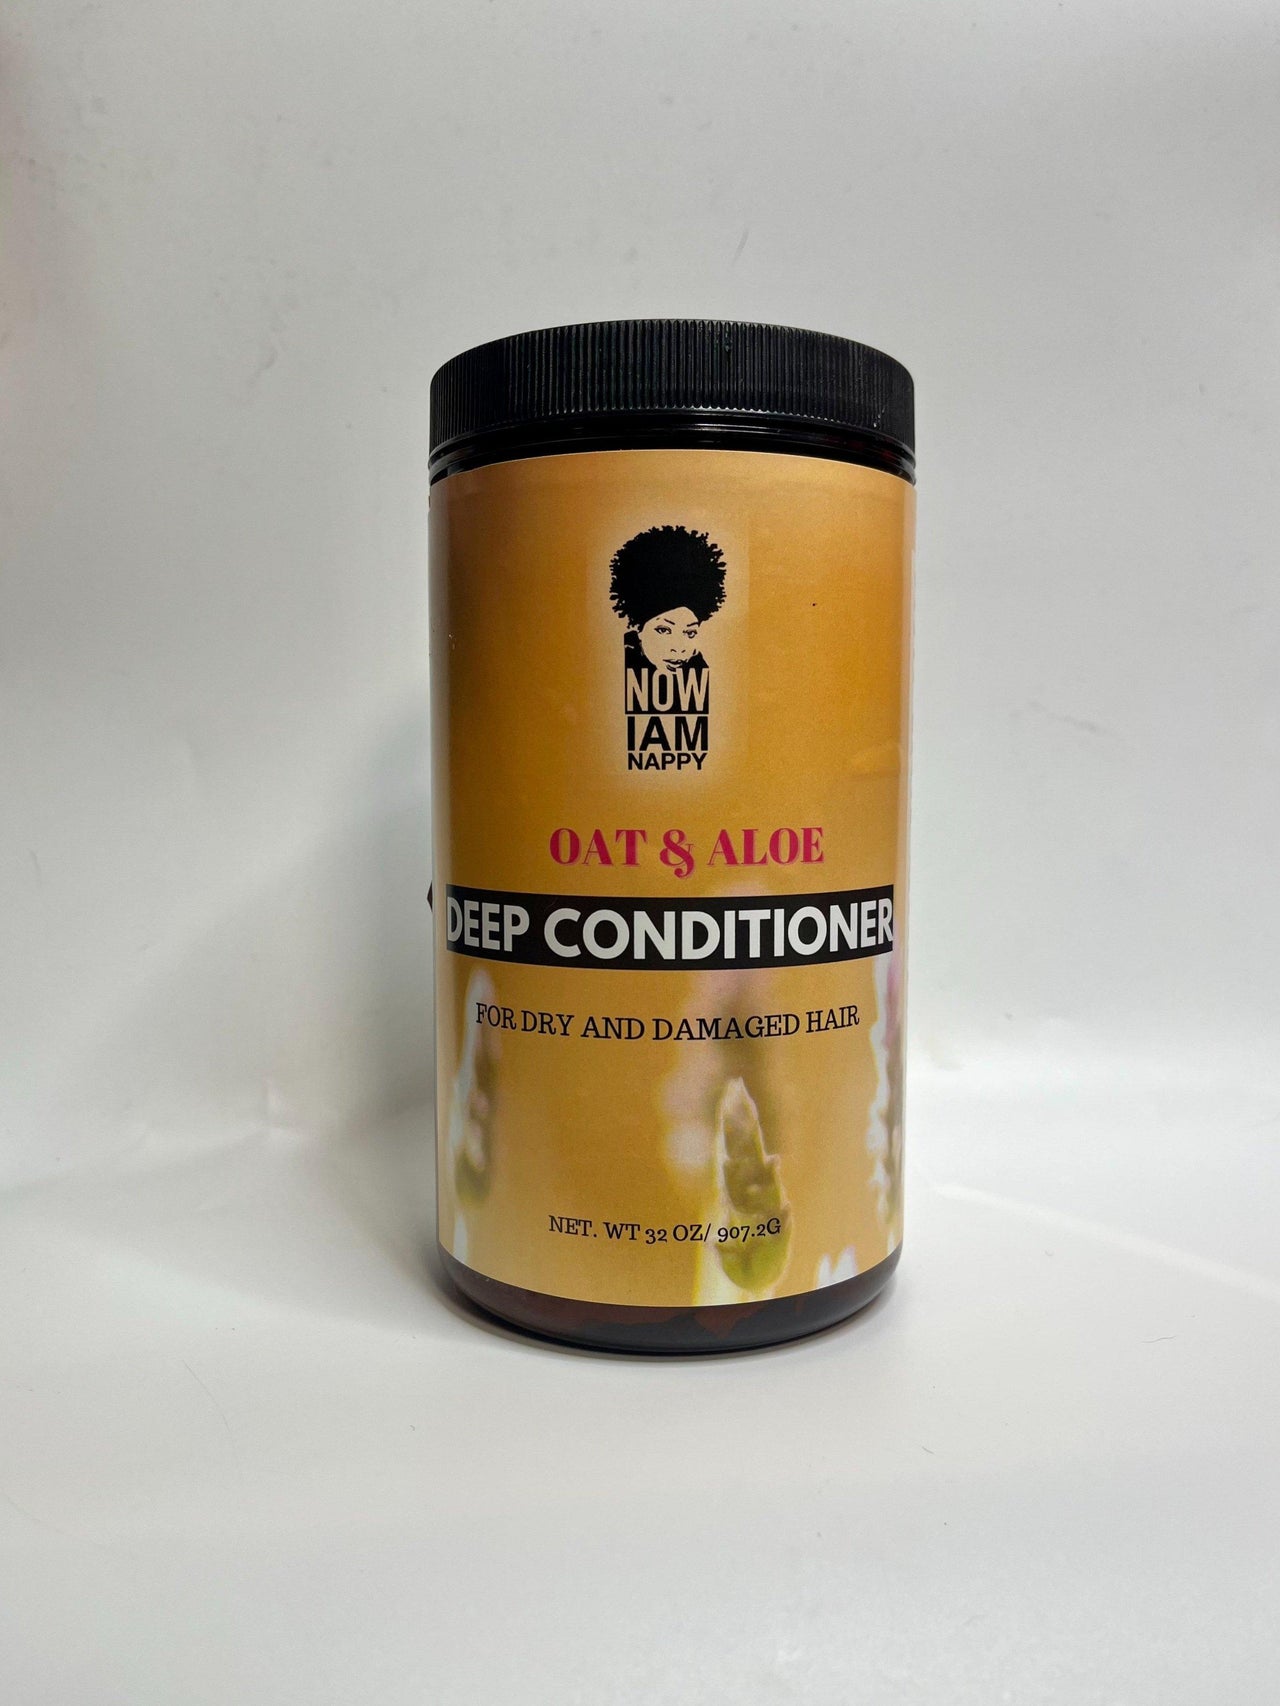 NOW
IAM
NAPPY
OAT & ALOE
DEEP CONDITIONER
FOR DRY AND DAMAGED HAIR
NET. WT 32 OZ/ 907.2G